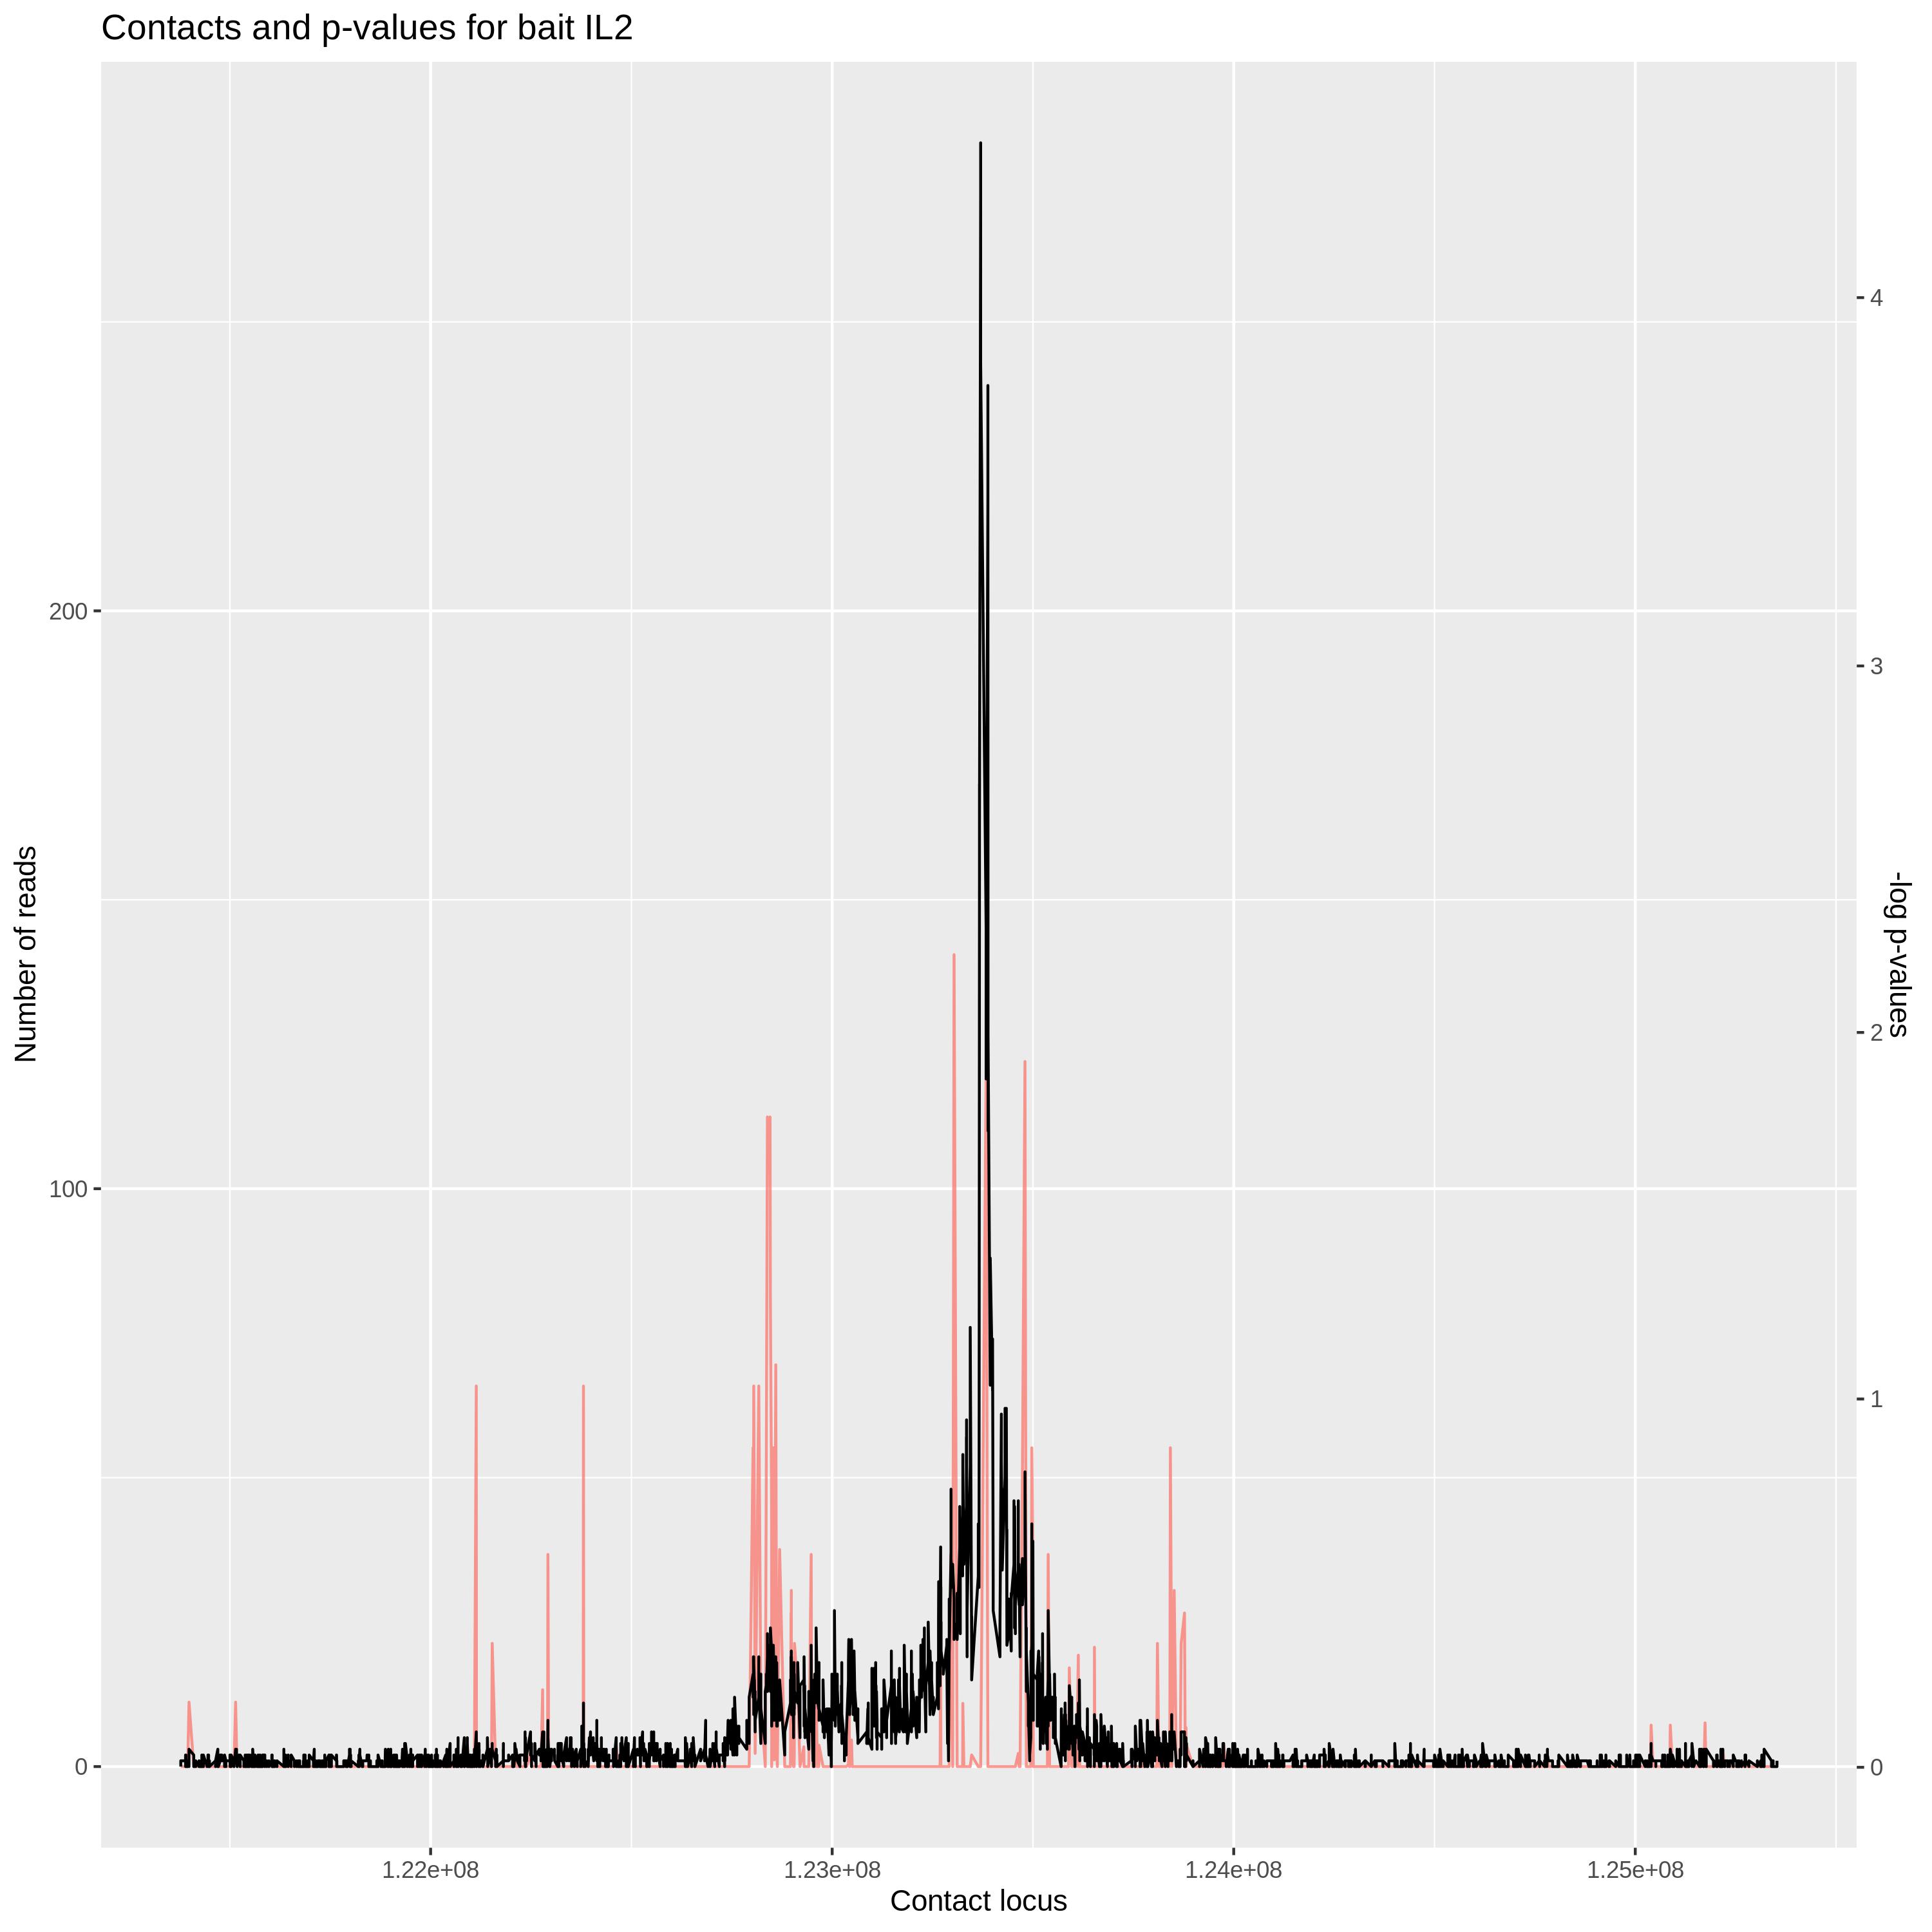 Contacts and p-values for bait IL2
Number of reads
200
100
0
4
3
2
1
0
-log p-values
1.22e+08
1.23e+08
1.24e+08
1.25e+08
Contact locus